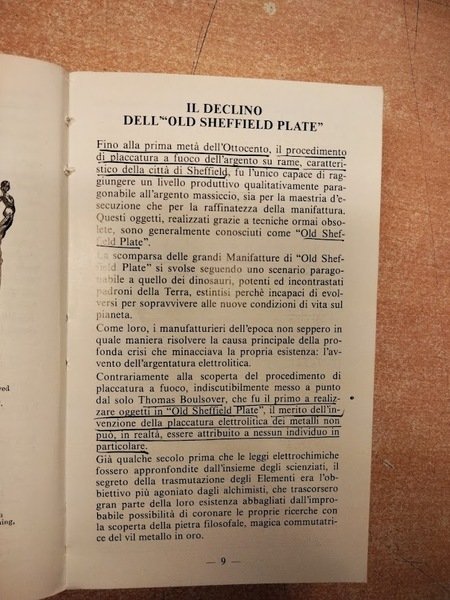 IL DECLINO
DELL'“OLD SHEFFIELD PLATE”
Fino alla prima metà dell'Ottocento, il procedimento
di placcatura a fuoco dell'argento su rame, caratteri-
stico della città di Sheffield, fu l'unico capace di rag-
giungere un livello produttivo qualitativamente para-
gonabile all'argento massiccio, sia per la maestria d'e-
secuzione che per la raffinatezza della manifattura.
Questi oggetti, realizzati grazie a tecniche ormai obso-
lete, sono generalmente conosciuti come “Old Shef-
field Plate”.
La scomparsa delle grandi Manifatture di “Old Shef-
field Plate” si svolse seguendo uno scenario parago-
nabile a quello dei dinosauri, potenti ed incontrastati
padroni della Terra, estintisi perchè incapaci di evol-
versi per sopravvivere alle nuove condizioni di vita sul
pianeta.
Come loro, i manufatturieri dell'epoca non seppero in
quale maniera risolvere la causa principale della pro-
fonda crisi che minacciava la propria esistenza: l'av-
vento dell'argentatura elettrolitica.
Contrariamente alla scoperta del procedimento di
placcatura a fuoco, indiscutibilmente messo a punto
dal solo Thomas Boulsover, che fu il primo a realiz-
zare oggetti in “Old Sheffield Plate”, il merito dell'in-
venzione della placcatura elettrolitica dei metalli non
può, in realtà, essere attribuito a nessun individuo in
particolare.
Già qualche secolo prima che le leggi elettrochimiche
fossero approfondite dall'insieme degli scienziati, il
segreto della trasmutazione degli Elementi era l'ob-
biettivo più agoniato dagli alchimisti, che trascorsero
gran parte della loro esistenza abbagliati dall'improba-
bile possibilità di coronare le proprie ricerche con
la scoperta della pietra filosofale, magica commutatri-
ce del vil metallo in oro.
— 9 —